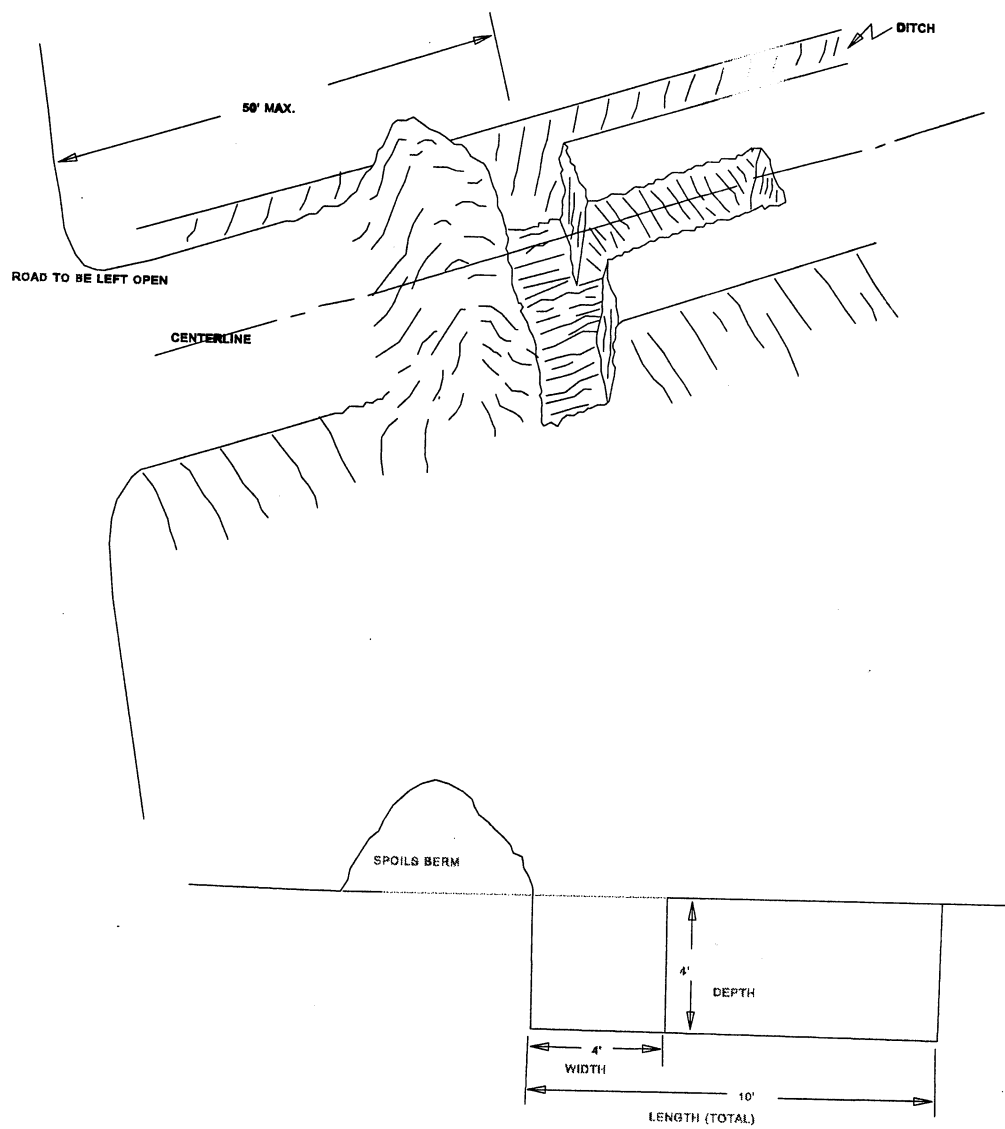 DITCH
50' MAX.
ROAD TO BE LEFT OPEN
CENTERLINE
SPOILS BERM
4'
DEPTH
4'
WIDTH
10'
LENGTH (TOTAL)